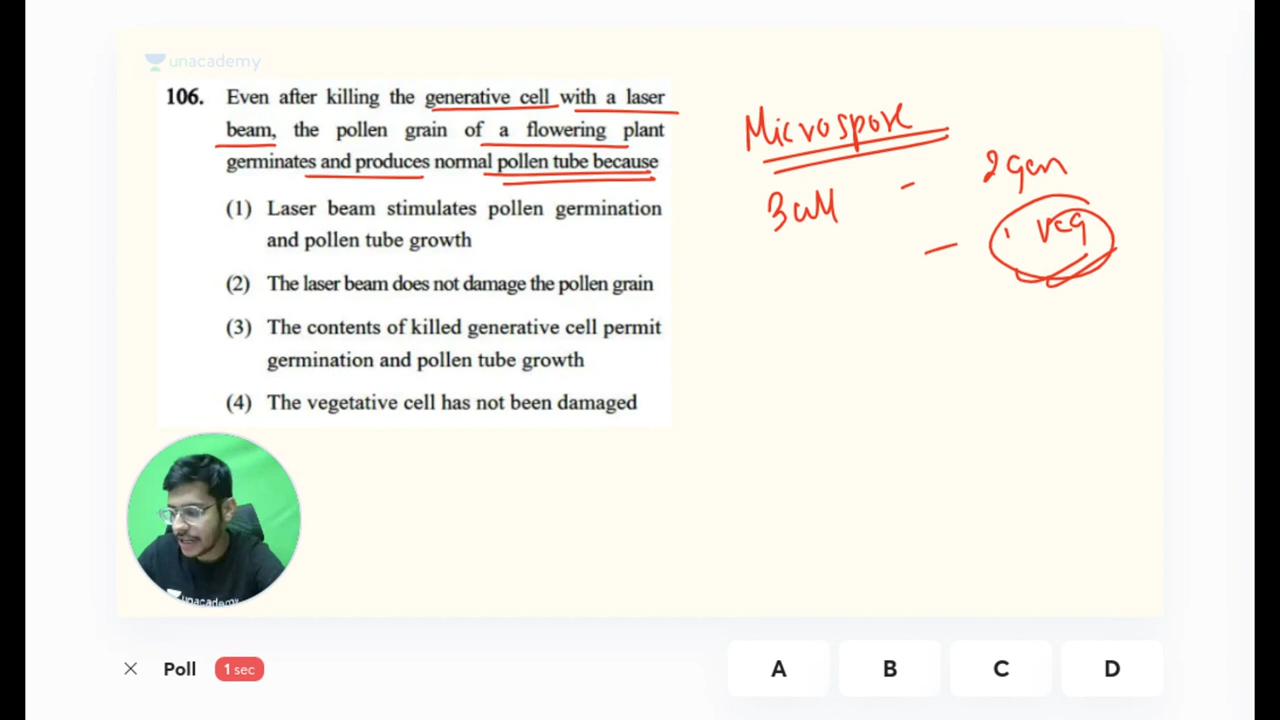 unacademy
106. Even after killing the generative cell with a laser
beam, the pollen grain of a flowering plant
germinates and produces normal pollen tube because
(1) Laser beam stimulates pollen germination
and pollen tube growth
(2) The laser beam does not damage the pollen grain
(3) The contents of killed generative cell permit
germination and pollen tube growth
(4) The vegetative cell has not been damaged
Microspore
3 cell - 2 gen
- 1 veg
unacademy
× Poll 1 sec A B C D